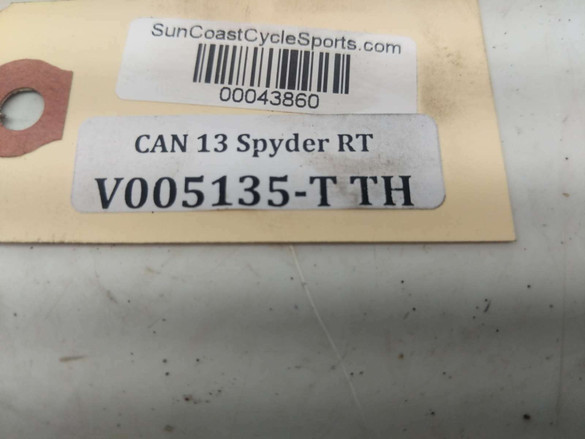 SunCoastCycleSports.com
00043860
CAN 13 Spyder RT
V005135-T TH